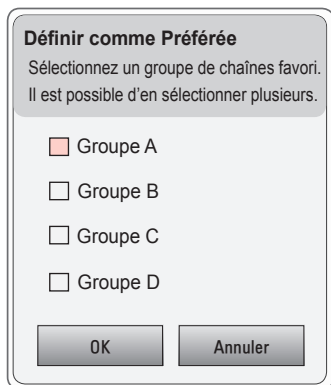 Définir comme Préférée
Sélectionnez un groupe de chaînes favori.
Il est possible d'en sélectionner plusieurs.
Groupe A
Groupe B
Groupe C
Groupe D
OK
Annuler